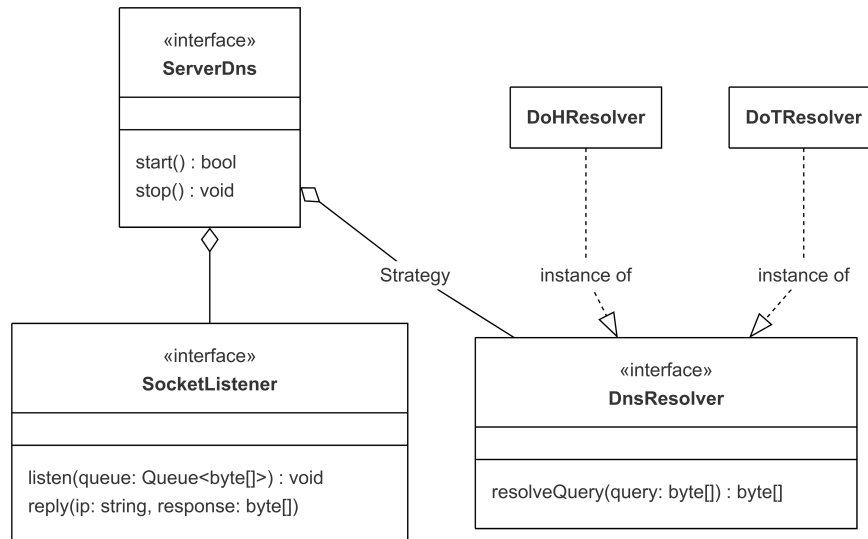 «interface»
ServerDns
start() : bool
stop() : void
DoHResolver
DoTResolver
Strategy
instance of
instance of
«interface»
SocketListener
listen(queue: Queue<byte[]>) : void
reply(ip: string, response: byte[])
«interface»
DnsResolver
resolveQuery(query: byte[]) : byte[]